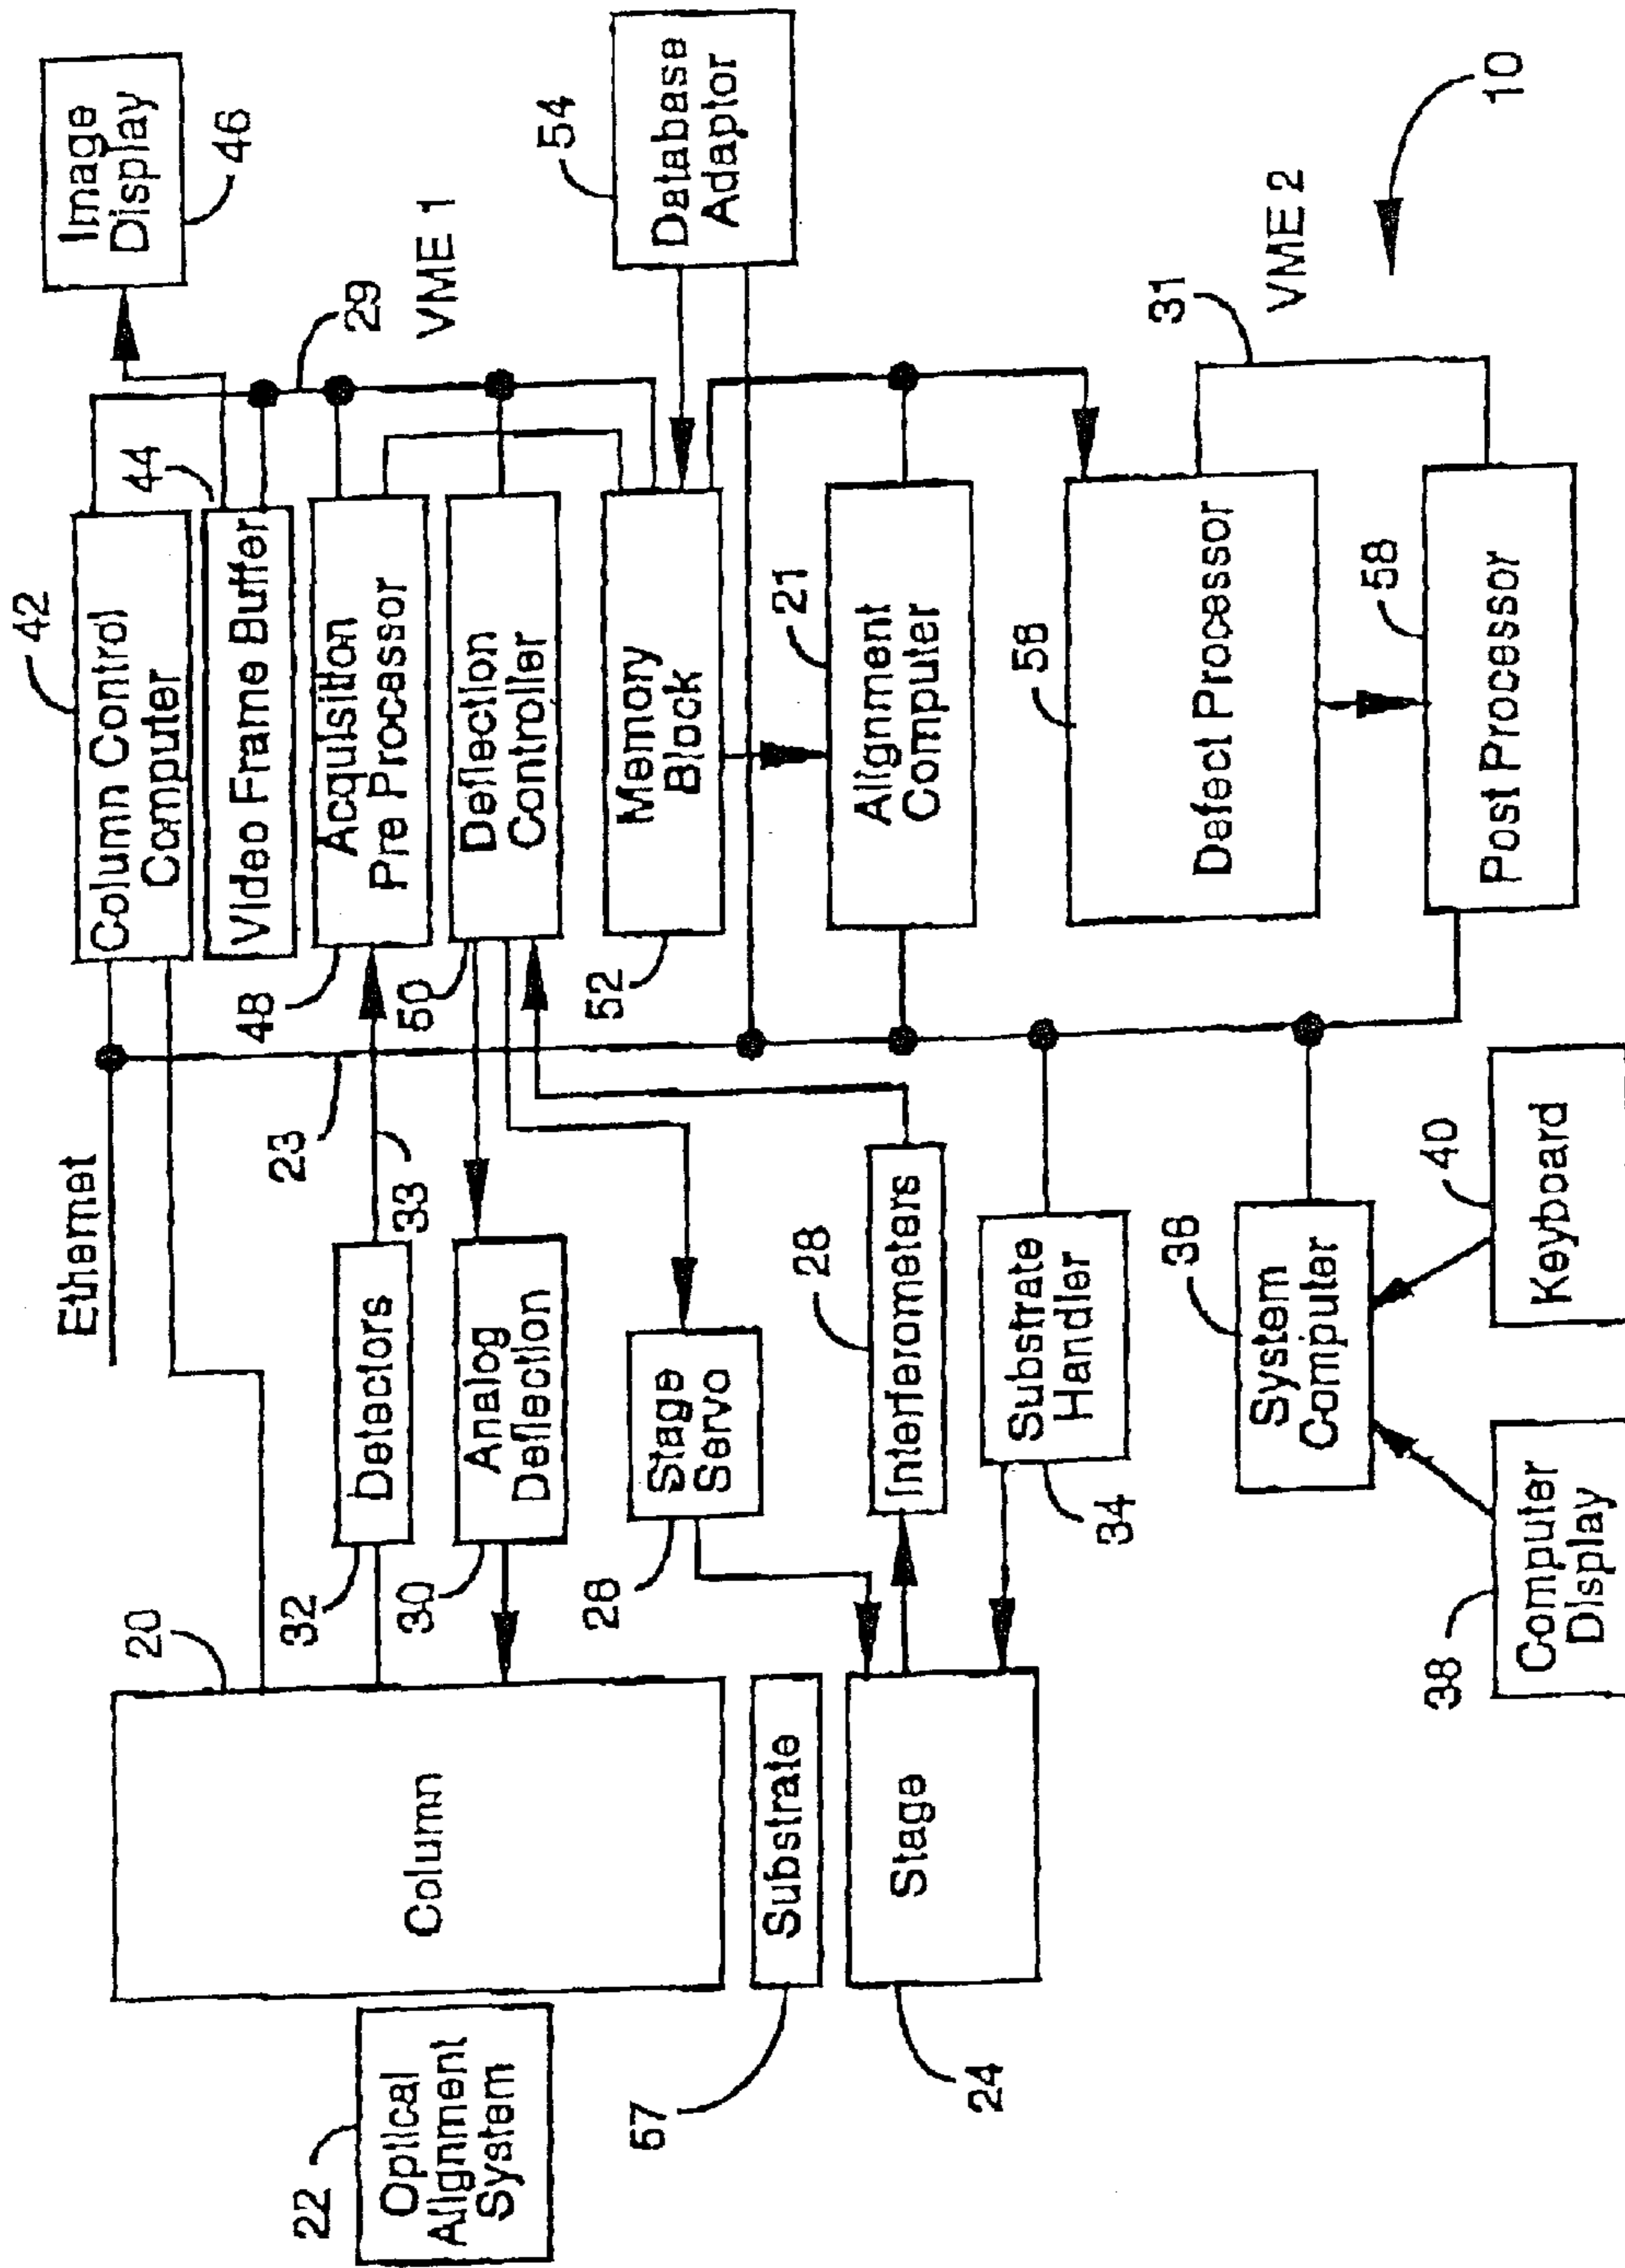 Ethernet
42
Column Control
Computer
Image
Display
46
20
22
Optical
Alignment
System
Column
23
44
Video Frame Buffer
29
VME 1
32
Detectors
33
48
Acquisition
Pre Processor
30
Analog
Deflection
50
Deflection
Controller
26
Stage
Servo
52
Memory
Block
54
Database
Adaptor
57
Substrate
24
Stage
28
Interferometers
21
Alignment
Computer
34
Substrate
Handler
56
Defect Processor
31
VME 2
36
System
Computer
58
Post Processor
38
Computer
Display
40
Keyboard
10